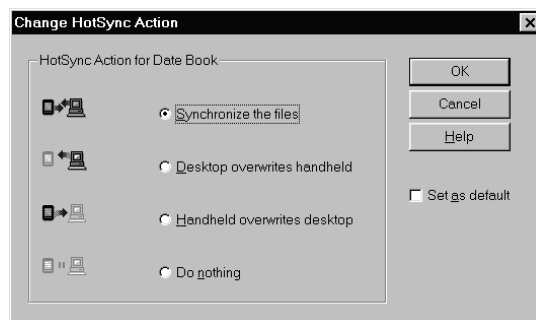 Change HotSync Action
HotSync Action for Date Book
Synchronize the files
Desktop overwrites handheld
Handheld overwrites desktop
Do nothing
OK
Cancel
Help
Set as default